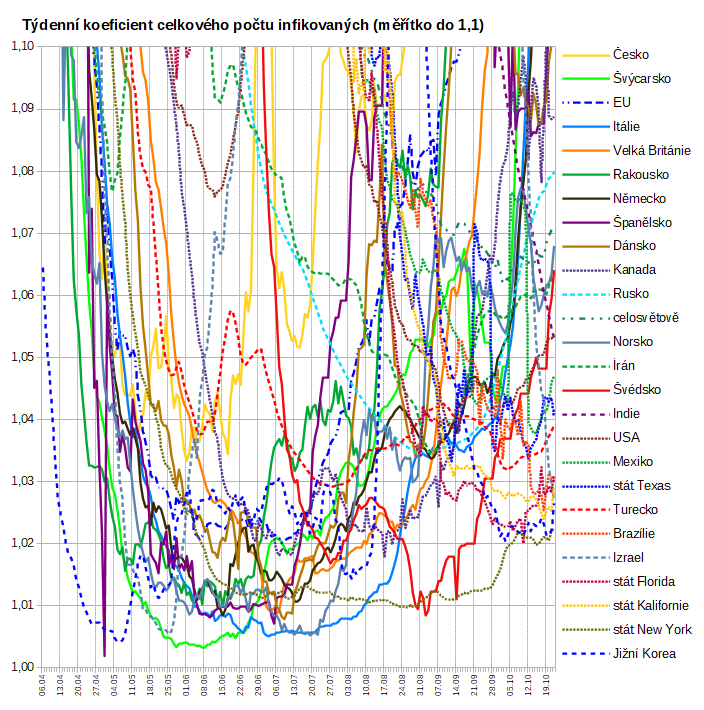 Týdenní koeficient celkového počtu infikovaných (měřítko do 1,1)
1,10
1,09
1,08
1,07
1,06
1,05
1,04
1,03
1,02
1,01
1,00
06.04
13.04
20.04
27.04
04.05
11.05
18.05
25.05
01.06
08.06
15.06
22.06
29.06
06.07
13.07
20.07
27.07
03.08
10.08
17.08
24.08
31.08
07.09
14.09
21.09
28.09
05.10
12.10
19.10
Česko
Švýcarsko
EU
Itálie
Velká Británie
Rakousko
Německo
Španělsko
Dánsko
Kanada
Rusko
celosvětově
Norsko
Írán
Švédsko
Indie
USA
Mexiko
stát Texas
Turecko
Brazílie
Izrael
stát Florida
stát Kalifornie
stát New York
Jižní Korea